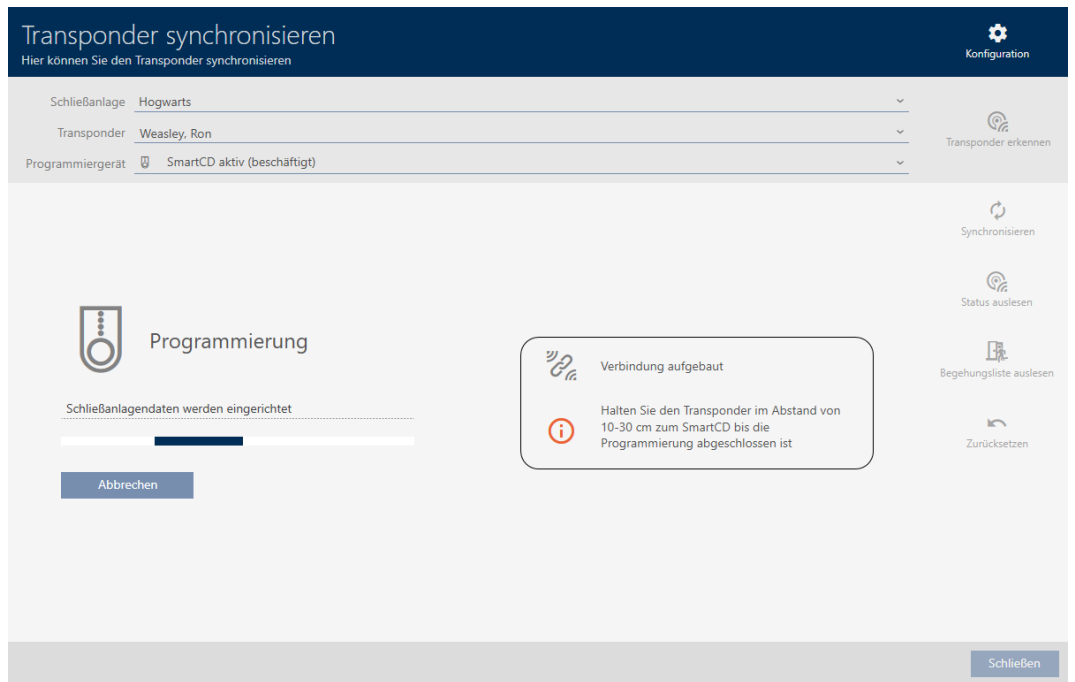 Transponder synchronisieren
Hier können Sie den Transponder synchronisieren
Konfiguration
Schließanlage Hogwarts
Transponder Weasley, Ron
Programmiergerät SmartCD aktiv (beschäftigt)
Transponder erkennen
Synchronisieren
Status auslesen
Begehungsliste auslesen
Zurücksetzen
Programmierung
Schließanlagendaten werden eingerichtet
Abbrechen
Verbindung aufgebaut
Halten Sie den Transponder im Abstand von
10-30 cm zum SmartCD bis die
Programmierung abgeschlossen ist
Schließen